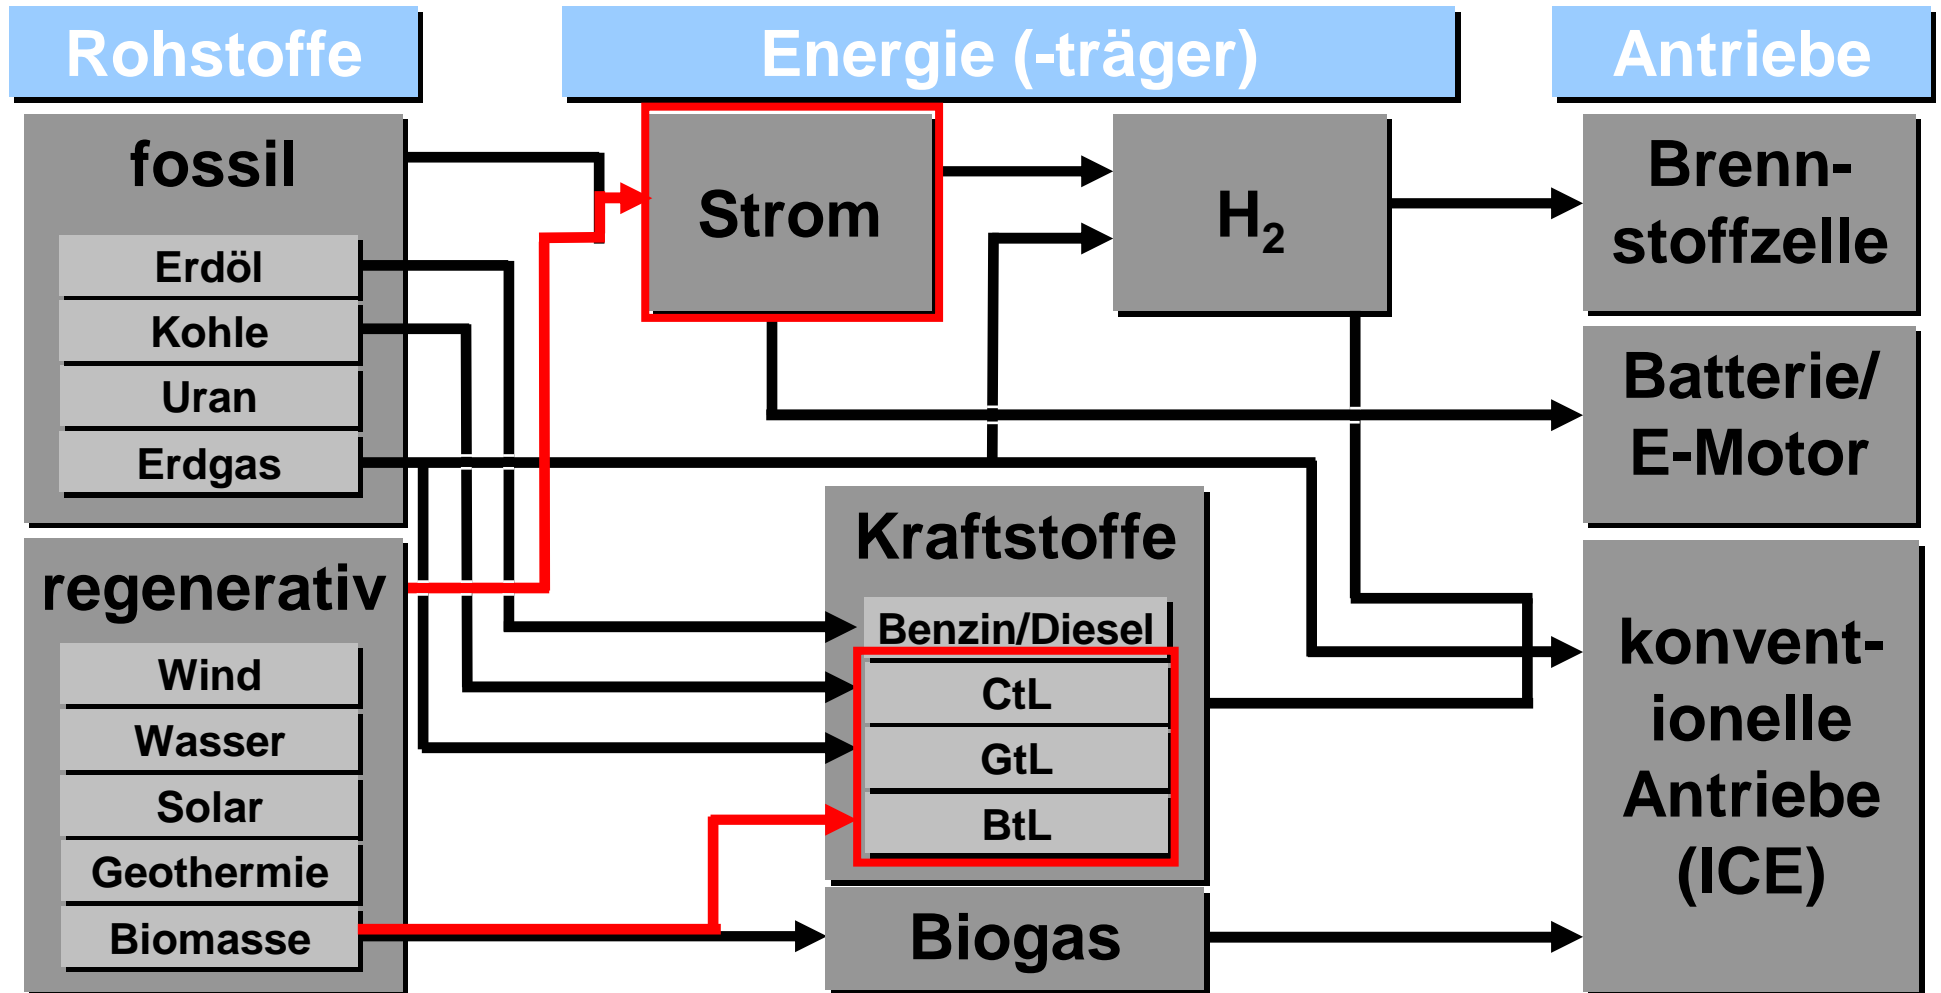 Rohstoffe
Energie (-träger)
Antriebe
fossil
Erdöl
Kohle
Uran
Erdgas
regenerativ
Wind
Wasser
Solar
Geothermie
Biomasse
Strom
H₂
Kraftstoffe
Benzin/Diesel
CtL
GtL
BtL
Biogas
Brenn-
stoffzelle
Batterie/
E-Motor
konvent-
ionelle
Antriebe
(ICE)